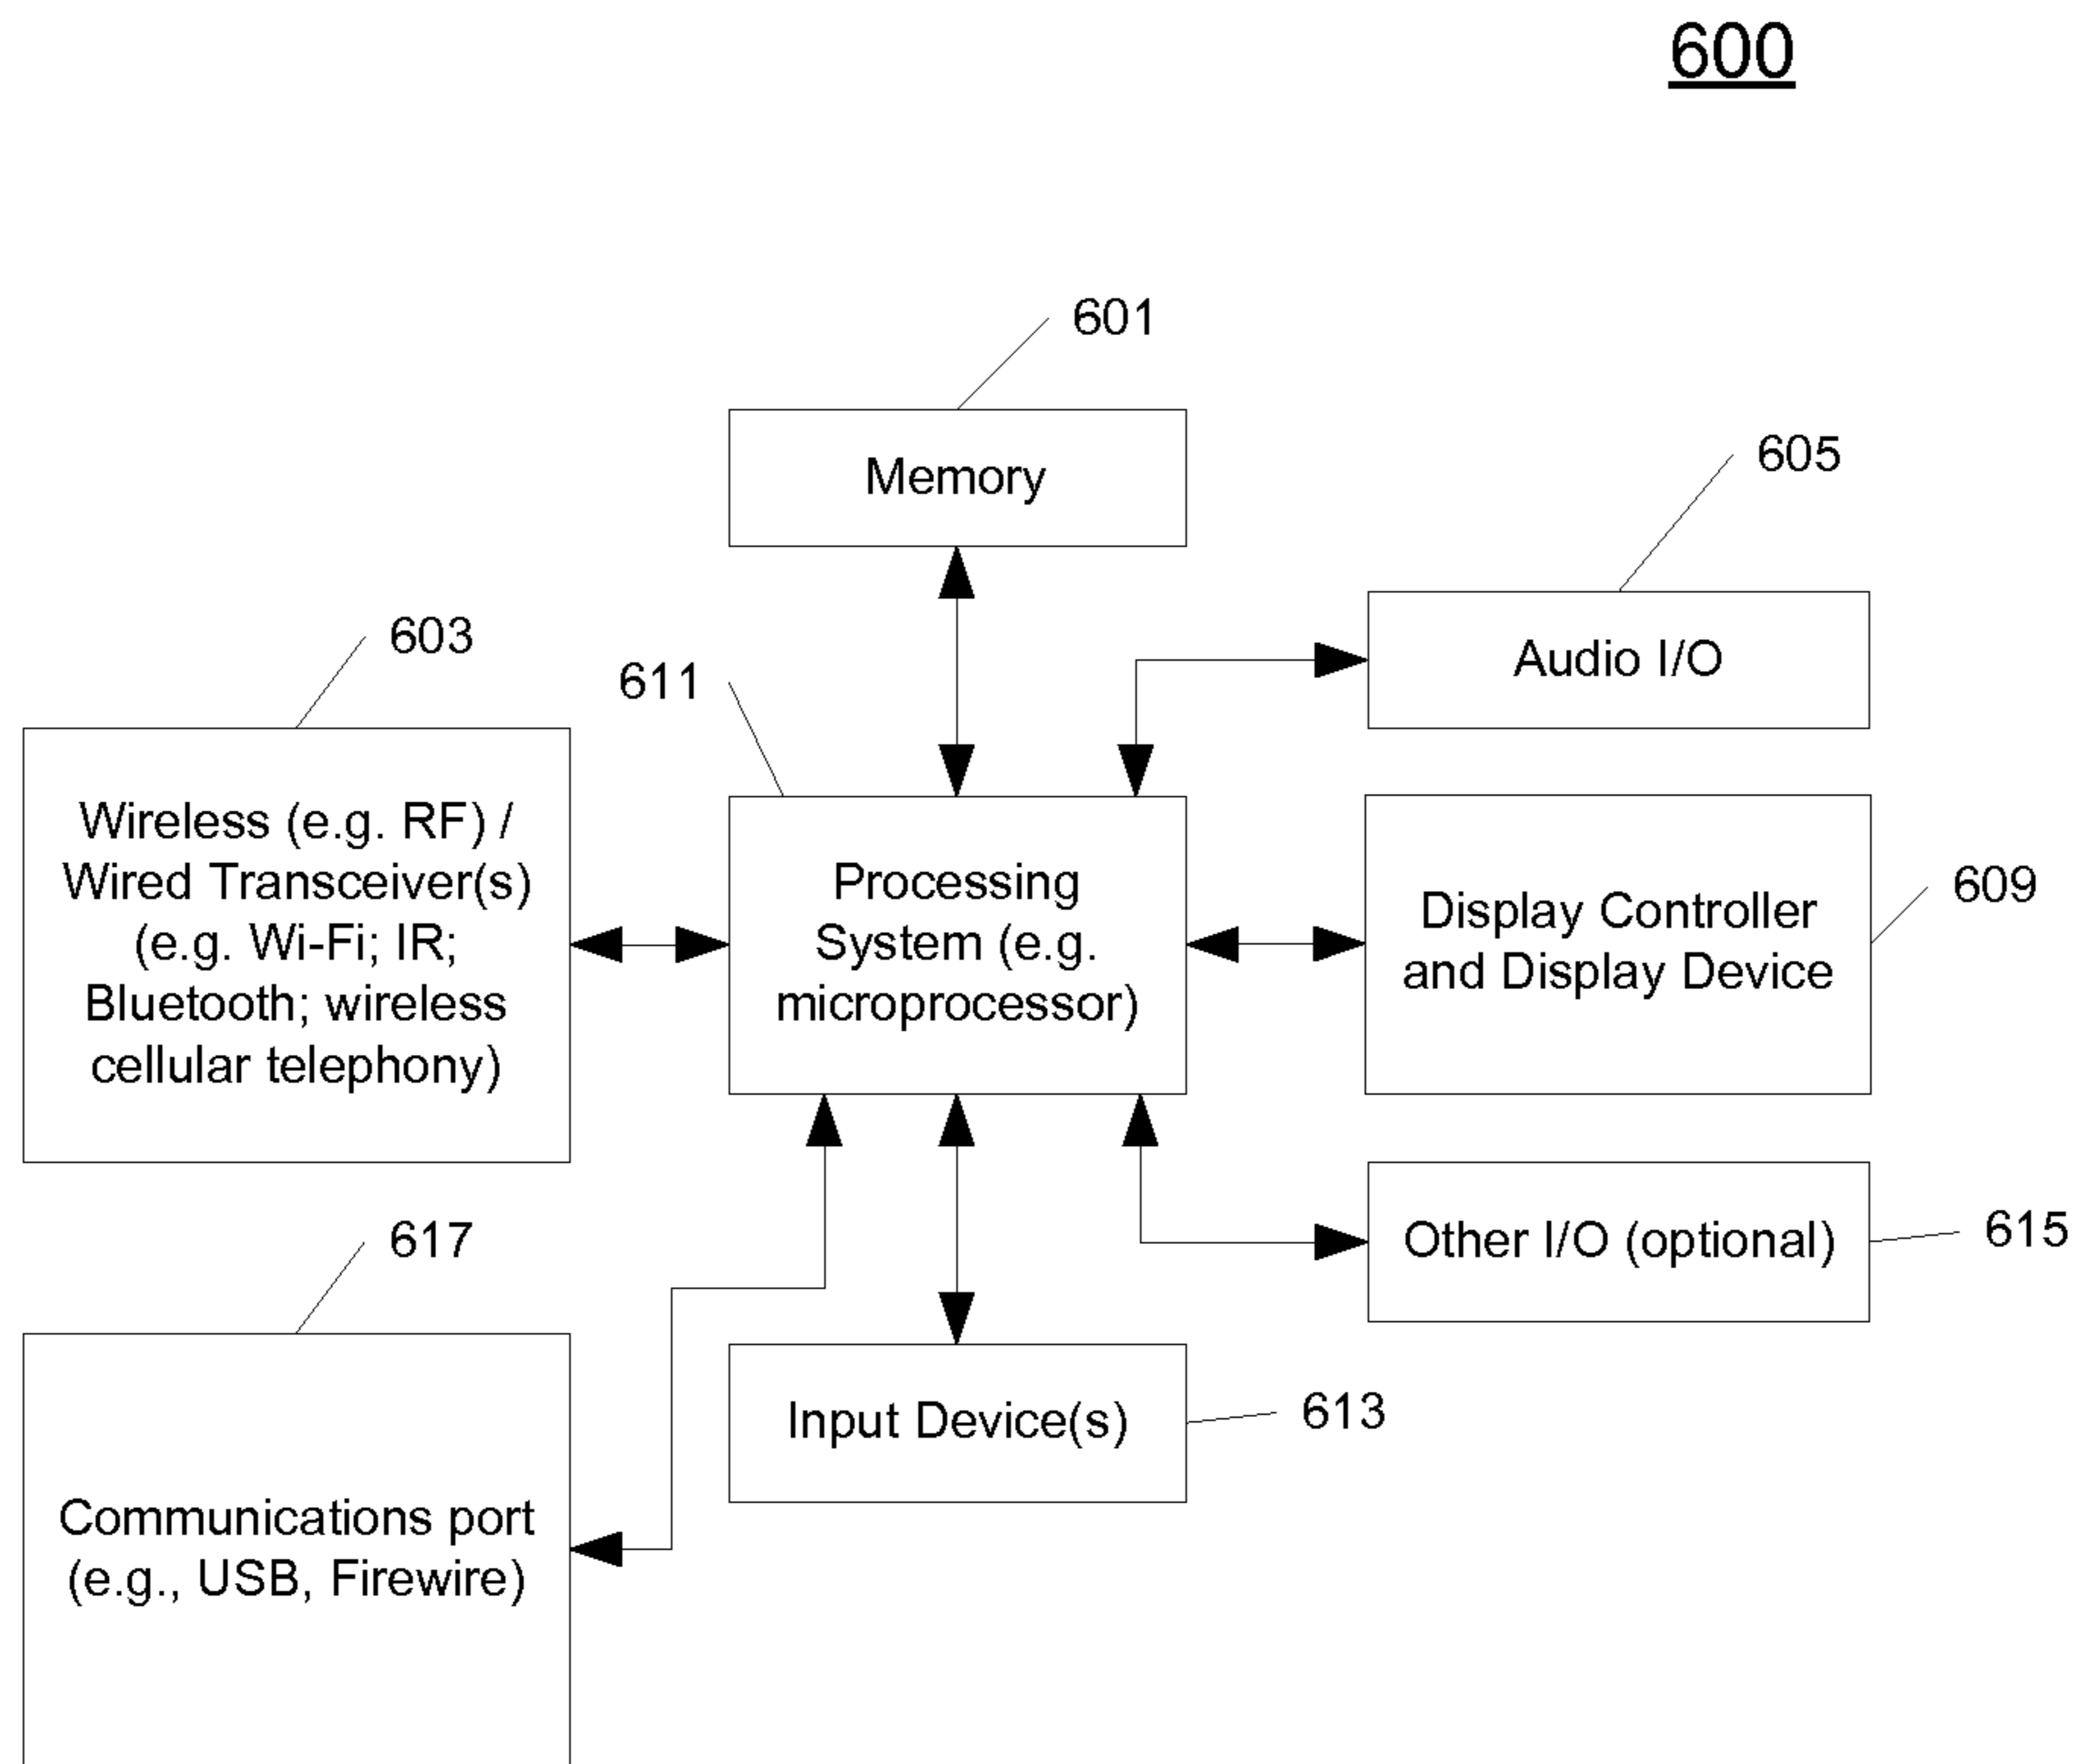 600
601
Memory
605
Audio I/O
603
611
Wireless (e.g. RF) /
Wired Transceiver(s)
(e.g. Wi-Fi; IR;
Bluetooth; wireless
cellular telephony)
Processing
System (e.g.
microprocessor)
Display Controller
and Display Device
609
617
Other I/O (optional)
615
Input Device(s)
613
Communications port
(e.g., USB, Firewire)